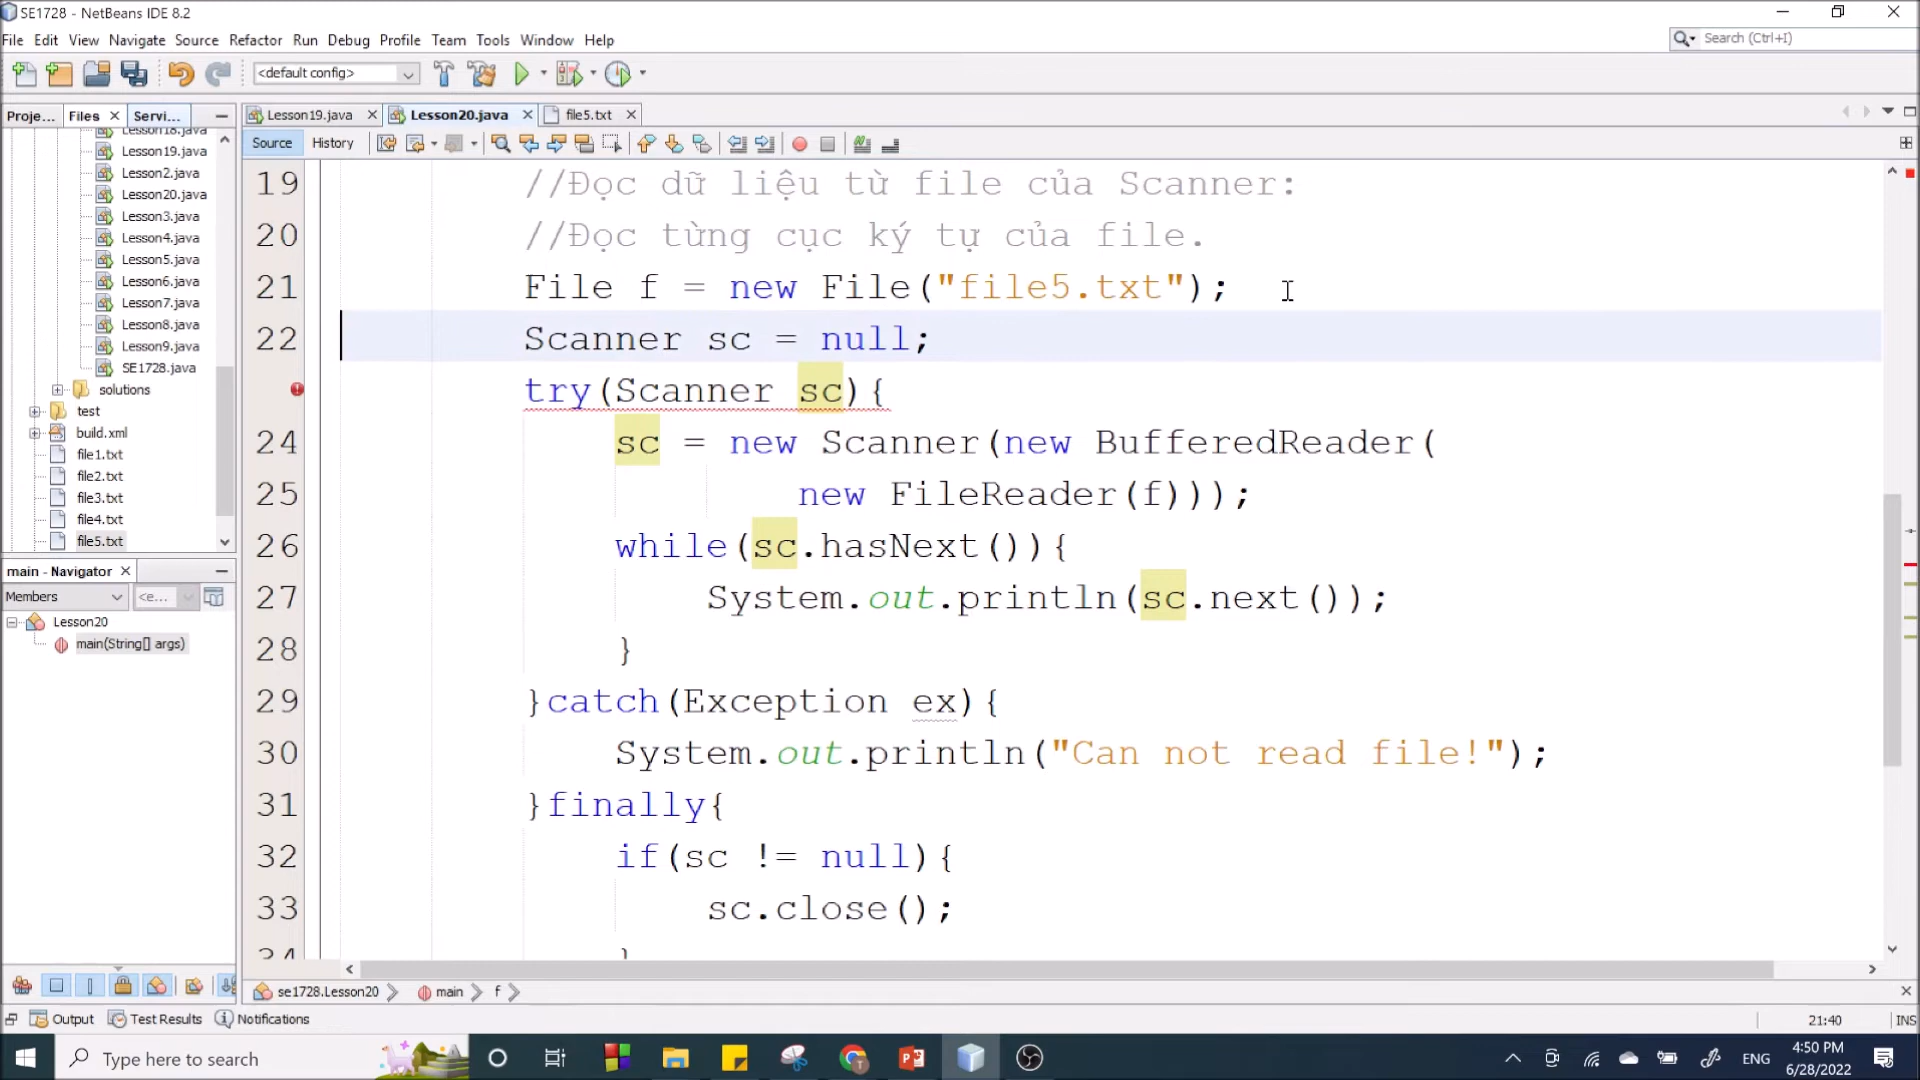 SE1728 - NetBeans IDE 8.2
File Edit View Navigate Source Refactor Run Debug Profile Team Tools Window Help
Search (Ctrl+I)
<default config>
Proje... Files Servi...
Lesson19.java Lesson20.java file5.txt
Source History
Lesson18.java
Lesson19.java
Lesson2.java
Lesson20.java
Lesson3.java
Lesson4.java
Lesson5.java
Lesson6.java
Lesson7.java
Lesson8.java
Lesson9.java
SE1728.java
solutions
test
build.xml
file1.txt
file2.txt
file3.txt
file4.txt
file5.txt
main - Navigator
Members <e...
Lesson20
main(String[] args)
19 //Đọc dữ liệu từ file của Scanner:
20 //Đọc từng cục ký tự của file.
21 File f = new File("file5.txt");
22 Scanner sc = null;
try(Scanner sc){
24 sc = new Scanner(new BufferedReader(
25 new FileReader(f)));
26 while(sc.hasNext()){
27 System.out.println(sc.next());
28 }
29 }catch(Exception ex){
30 System.out.println("Can not read file!");
31 }finally{
32 if(sc != null){
33 sc.close();
34 }
se1728.Lesson20 main f
Output Test Results Notifications
21:40 INS
Type here to search
ENG
4:50 PM
6/28/2022